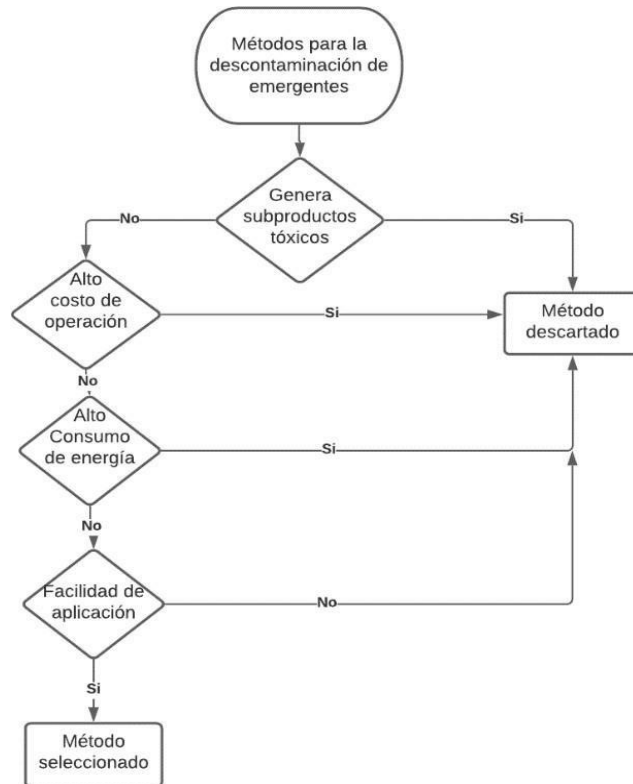 Métodos para la
descontaminación de
emergentes
Genera
subproductos
tóxicos
No
Si
Alto
costo de
operación
Si
Método
descartado
No
Alto
Consumo
de energía
Si
No
Facilidad de
aplicación
No
Si
Método
seleccionado